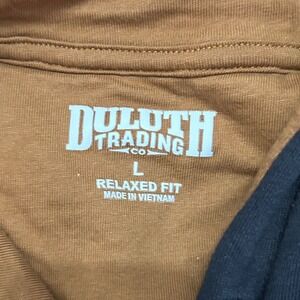 DULUTH
TRADING
CO
L
RELAXED FIT
MADE IN VIETNAM